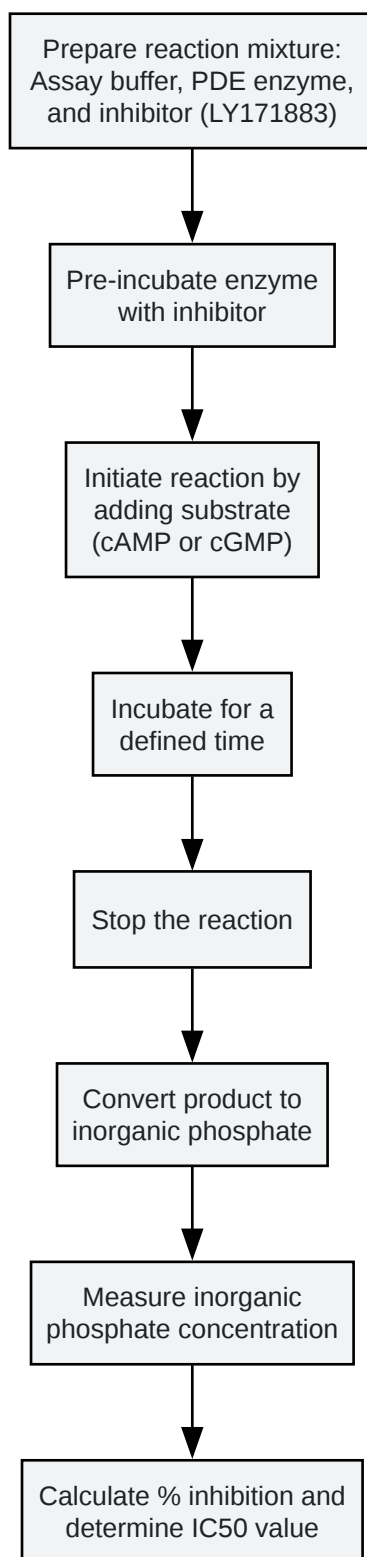 Prepare reaction mixture:
Assay buffer, PDE enzyme,
and inhibitor (LY171883)
Pre-incubate enzyme
with inhibitor
Initiate reaction by
adding substrate
(cAMP or cGMP)
Incubate for a
defined time
Stop the reaction
Convert product to
inorganic phosphate
Measure inorganic
phosphate concentration
Calculate % inhibition and
determine IC50 value